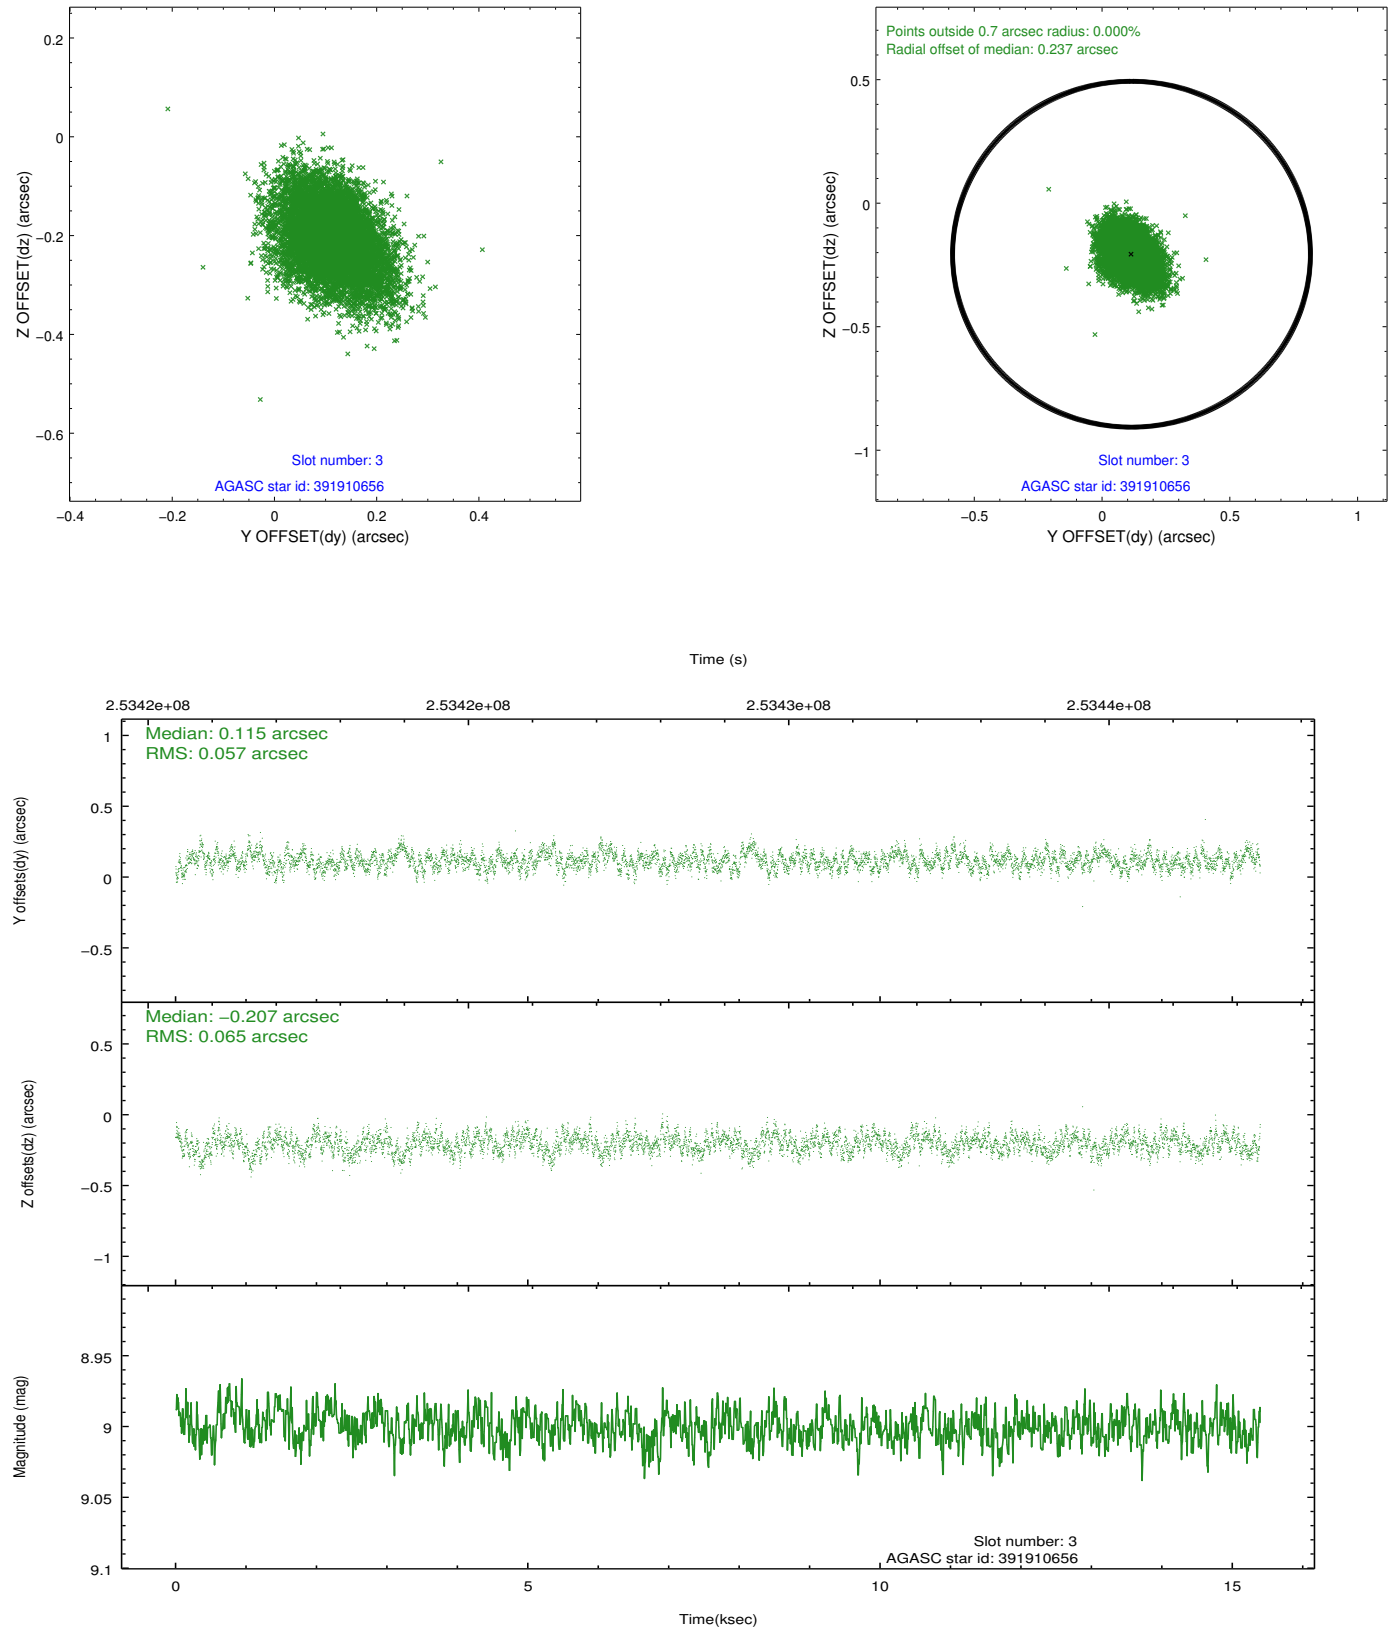 0.2
0
−0.2
−0.4
−0.6
Z OFFSET(dz) (arcsec)
Slot number: 3
AGASC star id: 391910656
−0.4
−0.2
0
0.2
0.4
Y OFFSET(dy) (arcsec)
Points outside 0.7 arcsec radius: 0.000%
Radial offset of median: 0.237 arcsec
0.5
0
−0.5
−1
Z OFFSET(dz) (arcsec)
Slot number: 3
AGASC star id: 391910656
−0.5
0
0.5
1
Y OFFSET(dy) (arcsec)
Time (s)
2.5342e+08
2.5342e+08
2.5343e+08
2.5344e+08
Median: 0.115 arcsec
RMS: 0.057 arcsec
1
0.5
0
−0.5
Y offsets(dy) (arcsec)
Median: −0.207 arcsec
RMS: 0.065 arcsec
0.5
0
−0.5
−1
Z offsets(dz) (arcsec)
8.95
9
9.05
9.1
Magnitude (mag)
Slot number: 3
AGASC star id: 391910656
0
5
10
15
Time(ksec)